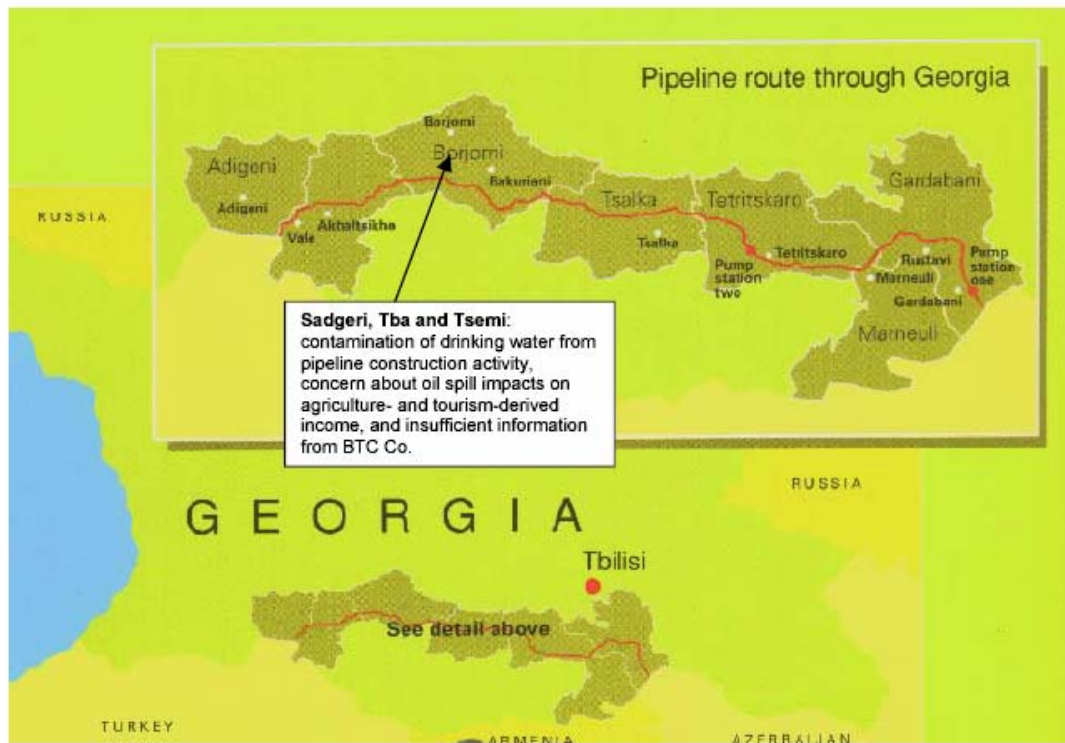 Pipeline route through Georgia
Borjomi
Borjomi
Adigeni
Gardabani
Bakuriani
Tsalka
Tetritskaro
Adigeni
Akhaltsikhe
RUSSIA
Vale
Tsalka
Tetritskaro
Rustavi
Pump
station
one
Pump
station
two
Marneuli
Gardabani
Marneuli
Sadgeri, Tba and Tsemi:
contamination of drinking water from
pipeline construction activity,
concern about oil spill impacts on
agriculture- and tourism-derived
income, and insufficient information
from BTC Co.
RUSSIA
GEORGIA
Tbilisi
See detail above
TURKEY
ARMENIA
AZERBAIJAN